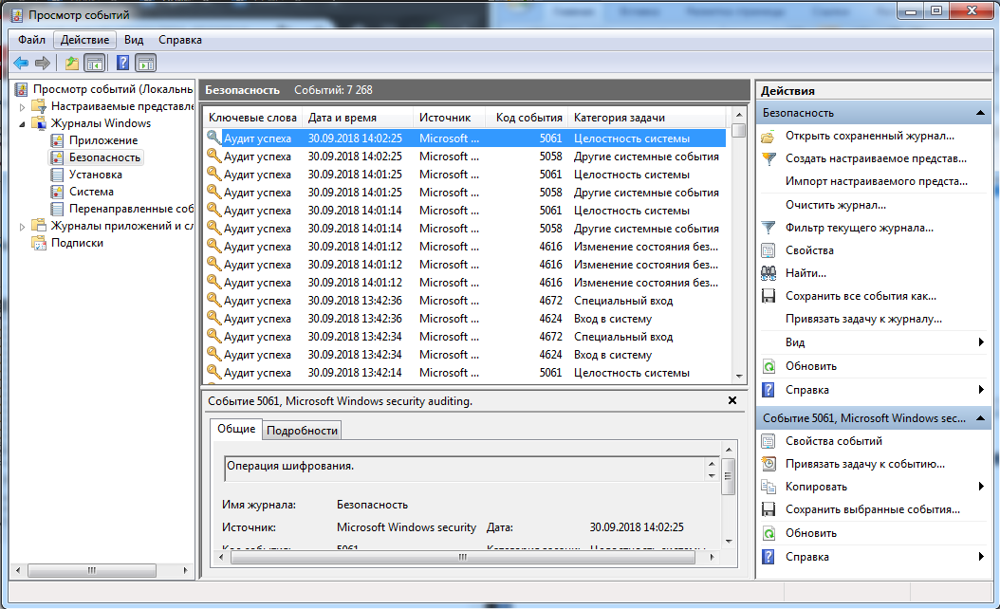 Просмотр событий
Файл Действие Вид Справка
Просмотр событий (Локальны
Настраиваемые представле
Журналы Windows
Приложение
Безопасность
Установка
Система
Перенаправленные соб
Журналы приложений и сл
Подписки
Безопасность Событий: 7 268
Ключевые слова Дата и время Источник Код события Категория задачи
Аудит успеха 30.09.2018 14:02:25 Microsoft ... 5061 Целостность системы
Аудит успеха 30.09.2018 14:02:25 Microsoft ... 5058 Другие системные события
Аудит успеха 30.09.2018 14:01:25 Microsoft ... 5061 Целостность системы
Аудит успеха 30.09.2018 14:01:25 Microsoft ... 5058 Другие системные события
Аудит успеха 30.09.2018 14:01:14 Microsoft ... 5061 Целостность системы
Аудит успеха 30.09.2018 14:01:14 Microsoft ... 5058 Другие системные события
Аудит успеха 30.09.2018 14:01:12 Microsoft ... 4616 Изменение состояния без...
Аудит успеха 30.09.2018 14:01:12 Microsoft ... 4616 Изменение состояния без...
Аудит успеха 30.09.2018 14:01:12 Microsoft ... 4616 Изменение состояния без...
Аудит успеха 30.09.2018 13:42:36 Microsoft ... 4672 Специальный вход
Аудит успеха 30.09.2018 13:42:36 Microsoft ... 4624 Вход в систему
Аудит успеха 30.09.2018 13:42:34 Microsoft ... 4672 Специальный вход
Аудит успеха 30.09.2018 13:42:34 Microsoft ... 4624 Вход в систему
Аудит успеха 30.09.2018 13:42:14 Microsoft ... 5061 Целостность системы
Событие 5061, Microsoft Windows security auditing.
Общие Подробности
Операция шифрования.
Имя журнала: Безопасность
Источник: Microsoft Windows security Дата: 30.09.2018 14:02:25
Код события: 5061 Категория задачи: Целостность системы
Действия
Безопасность
Открыть сохраненный журнал...
Создать настраиваемое представ...
Импорт настраиваемого предста...
Очистить журнал...
Фильтр текущего журнала...
Свойства
Найти...
Сохранить все события как...
Привязать задачу к журналу...
Вид
Обновить
Справка
Событие 5061, Microsoft Windows sec...
Свойства событий
Привязать задачу к событию...
Копировать
Сохранить выбранные события...
Обновить
Справка